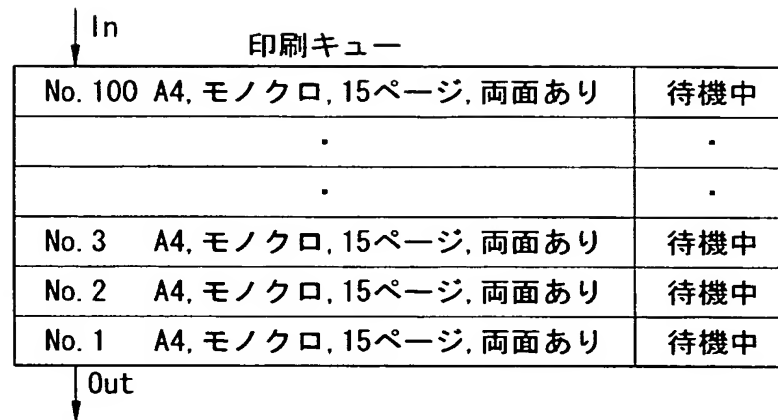 In
印刷キュー
No. 100 A4, モノクロ, 15ページ, 両面あり 待機中
・ ・
・ ・
No. 3 A4, モノクロ, 15ページ, 両面あり 待機中
No. 2 A4, モノクロ, 15ページ, 両面あり 待機中
No. 1 A4, モノクロ, 15ページ, 両面あり 待機中
Out